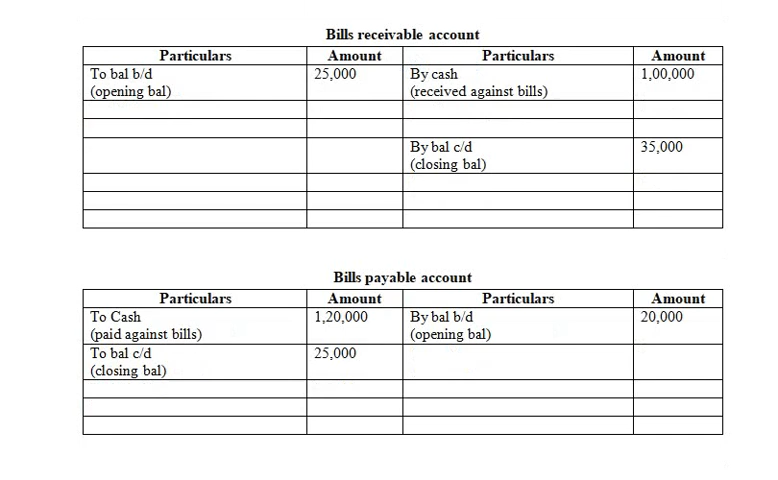 Bills receivable account
Particulars Amount Particulars Amount
To bal b/d 25,000 By cash 1,00,000
(opening bal) (received against bills)
By bal c/d 35,000
(closing bal)
Bills payable account
Particulars Amount Particulars Amount
To Cash 1,20,000 By bal b/d 20,000
(paid against bills) (opening bal)
To bal c/d 25,000
(closing bal)